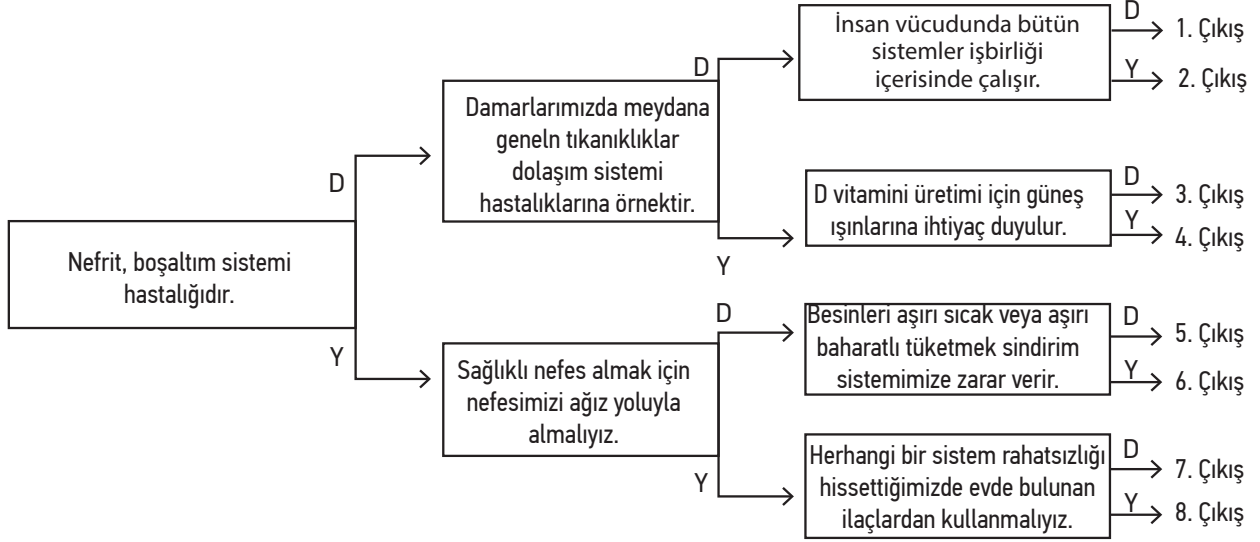 Nefrit, boşaltım sistemi
hastalığıdır.
D
Y
Damarlarımızda meydana
geneln tıkanıklıklar
dolaşım sistemi
hastalıklarına örnektir.
D
Y
Sağlıklı nefes almak için
nefesimizi ağız yoluyla
almalıyız.
D
Y
İnsan vücudunda bütün
sistemler işbirliği
içerisinde çalışır.
D
1. Çıkış
Y
2. Çıkış
D vitamini üretimi için güneş
ışınlarına ihtiyaç duyulur.
D
3. Çıkış
Y
4. Çıkış
Besinleri aşırı sıcak veya aşırı
baharatlı tüketmek sindirim
sistemimize zarar verir.
D
5. Çıkış
Y
6. Çıkış
Herhangi bir sistem rahatsızlığı
hissettiğimizde evde bulunan
ilaçlardan kullanmalıyız.
D
7. Çıkış
Y
8. Çıkış